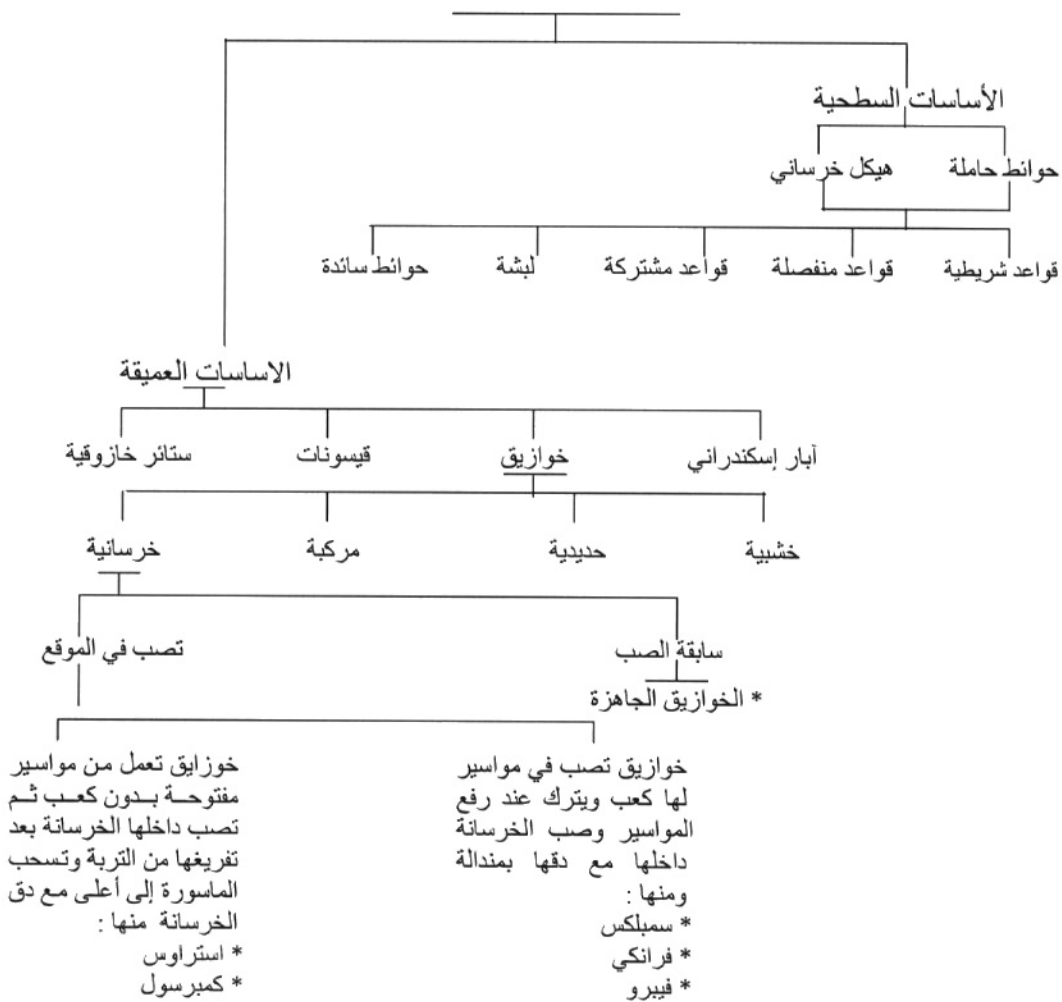 الأساسات السطحية
حوائط حاملة
هيكل خرساني
قواعد شريطية
قواعد منفصلة
قواعد مشتركة
لبشة
حوائط ساندة
الاساسات العميقة
آبار إسكندراني
خوازيق
قيسونات
ستائر خازوقية
خشبية
حديدية
مركبة
خرسانية
سابقة الصب
* الخوازيق الجاهزة
تصب في الموقع
خوازيق تصب في مواسير
لها كعب ويترك عند رفع
المواسير وصب الخرسانة
داخلها مع دقها بمندالة
ومنها :
* سمبلكس
* فرانكي
* فيبرو
خوزايق تعمل من مواسير
مفتوحة بدون كعب ثم
تصب داخلها الخرسانة بعد
تفريغها من التربة وتسحب
الماسورة إلى أعلى مع دق
الخرسانة منها :
* استراوس
* كمبرسول